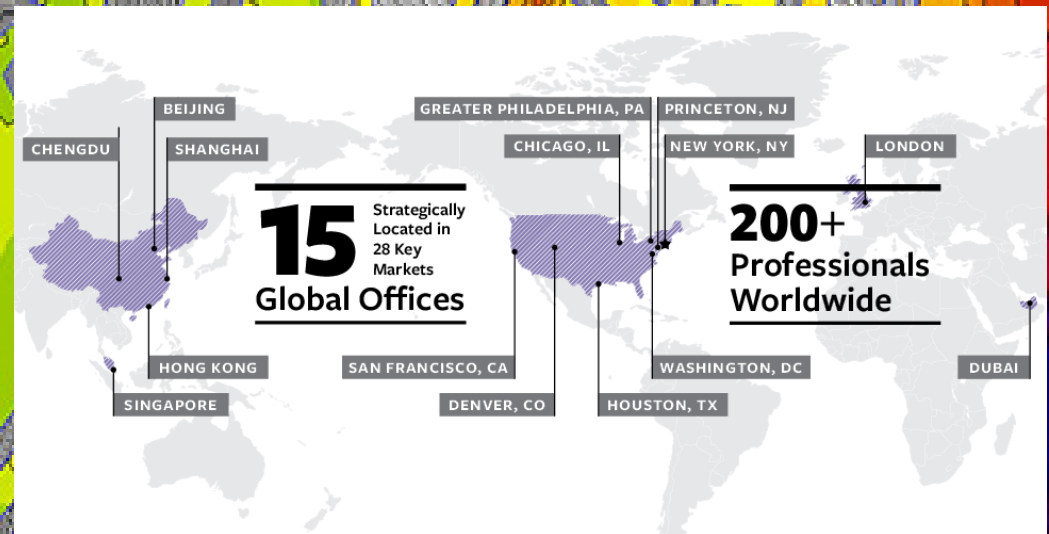 BEIJING
GREATER PHILADELPHIA, PA
PRINCETON, NJ
CHENGDU
SHANGHAI
CHICAGO, IL
NEW YORK, NY
LONDON
15
Strategically
Located in
28 Key
Markets
Global Offices
200+
Professionals
Worldwide
HONG KONG
SAN FRANCISCO, CA
WASHINGTON, DC
DUBAI
SINGAPORE
DENVER, CO
HOUSTON, TX